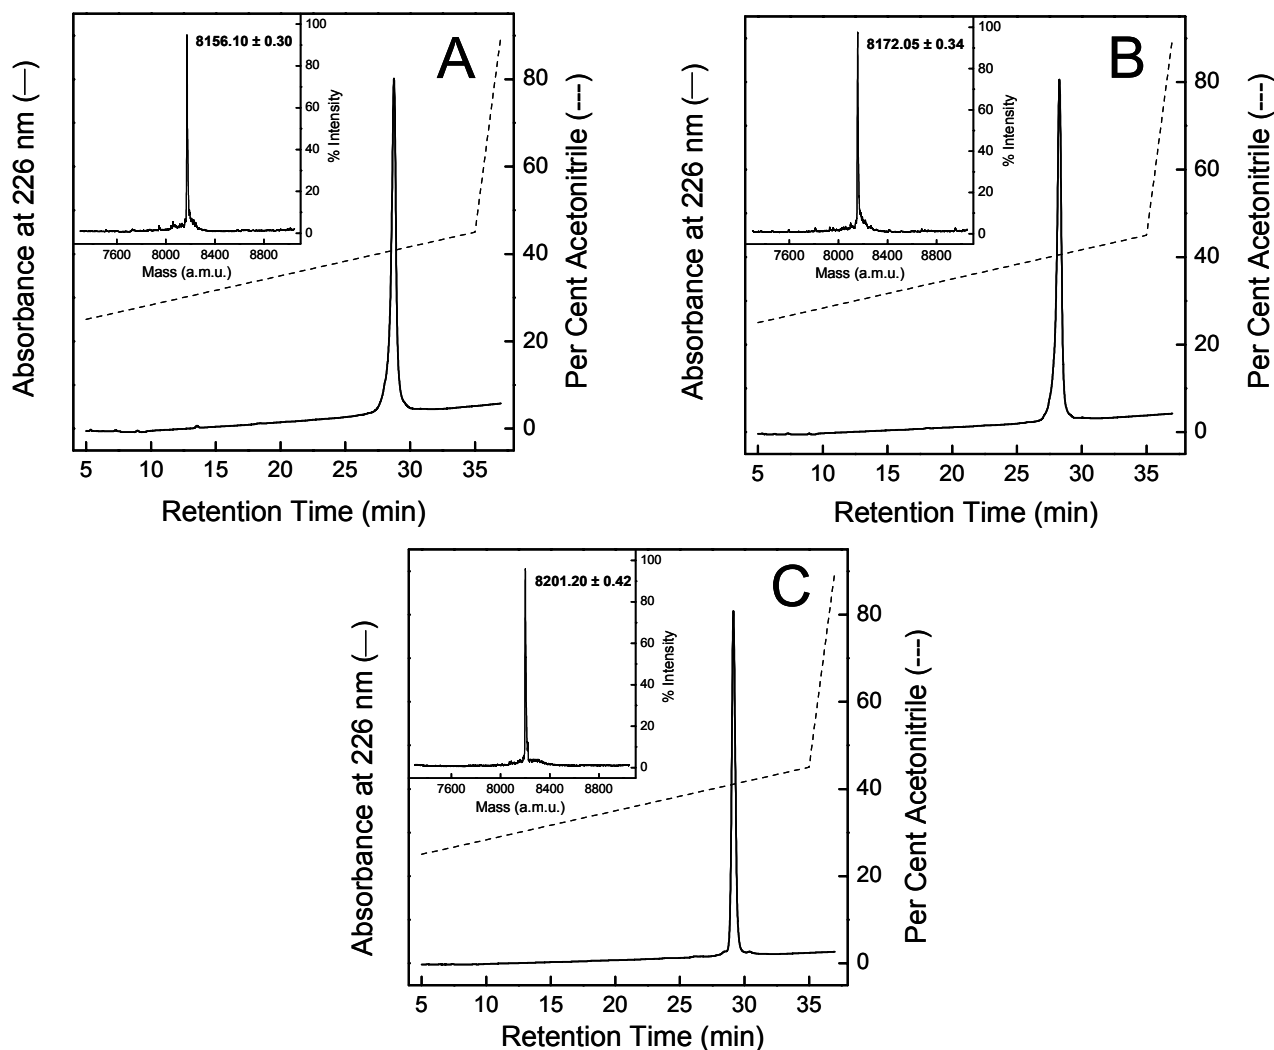 A
8156.10 ± 0.30
100
80
60
40
20
0
% Intensity
7600 8000 8400 8800
Mass (a.m.u.)
Absorbance at 226 nm (—)
80
60
40
20
0
Per Cent Acetonitrile (---)
5 10 15 20 25 30 35
Retention Time (min)
B
8172.05 ± 0.34
100
80
60
40
20
0
% Intensity
7600 8000 8400 8800
Mass (a.m.u.)
Absorbance at 226 nm (—)
80
60
40
20
0
Per Cent Acetonitrile (---)
5 10 15 20 25 30 35
Retention Time (min)
C
8201.20 ± 0.42
100
80
60
40
20
0
% Intensity
7600 8000 8400 8800
Mass (a.m.u.)
Absorbance at 226 nm (—)
80
60
40
20
0
Per Cent Acetonitrile (---)
5 10 15 20 25 30 35
Retention Time (min)